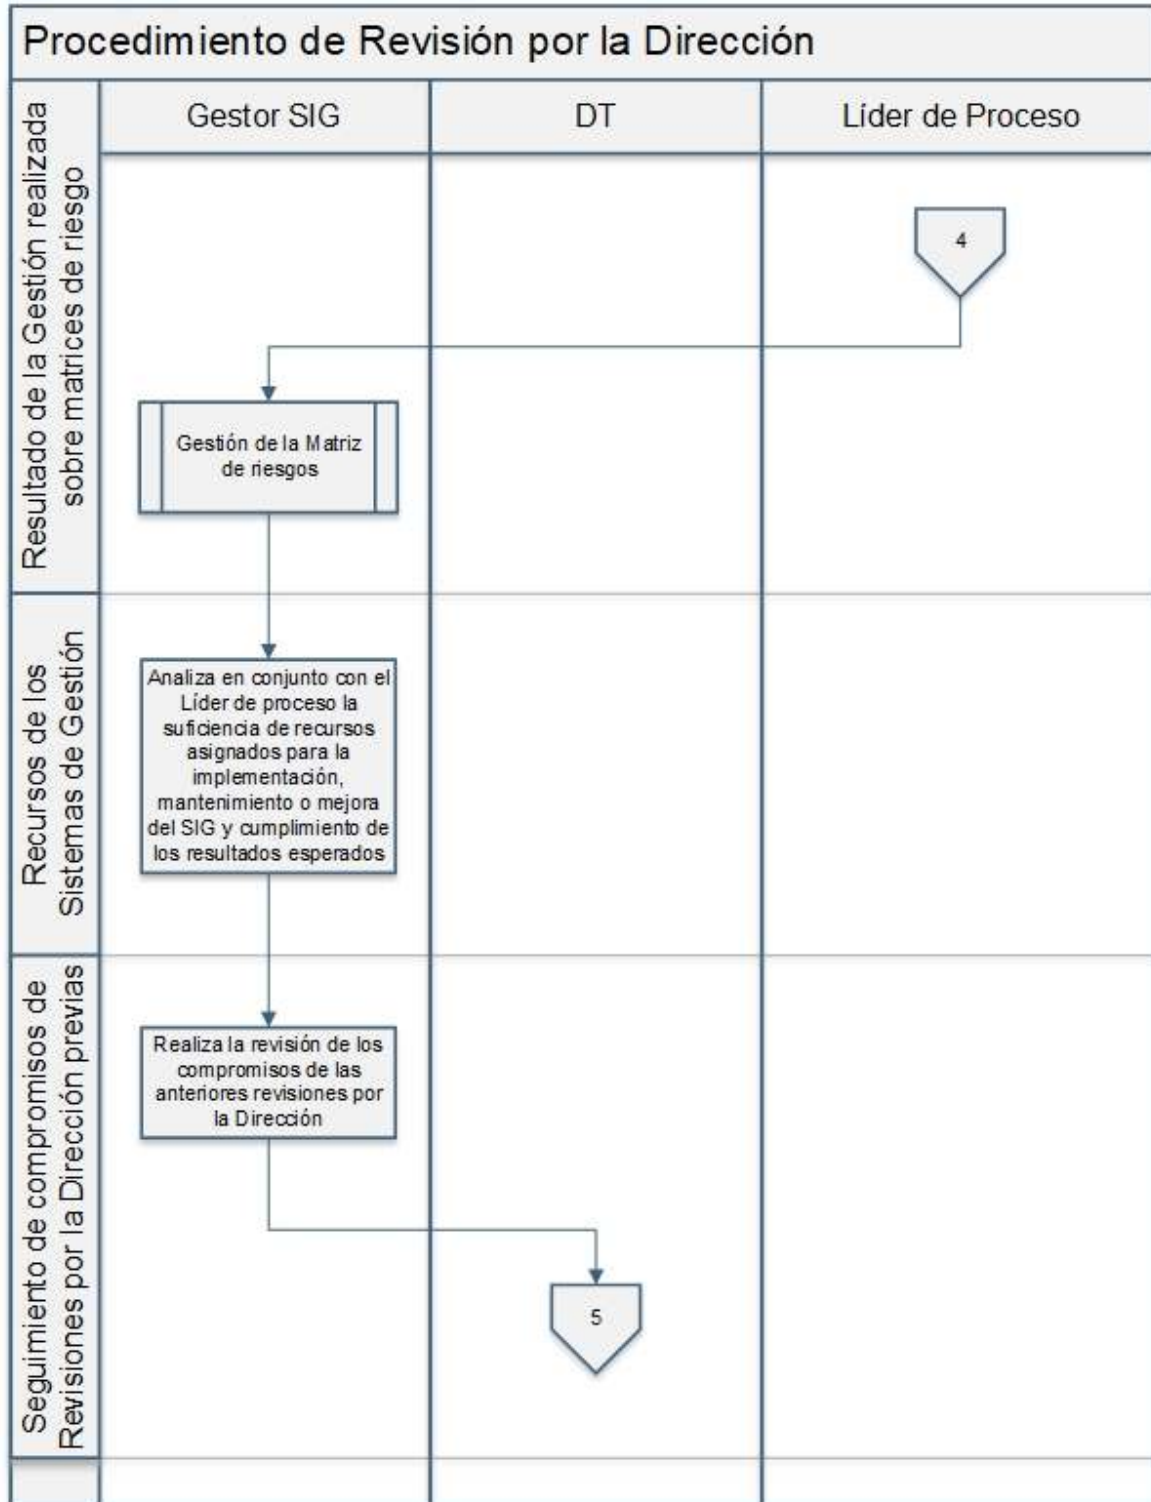 Procedimiento de Revisión por la Dirección
Gestor SIG
DT
Líder de Proceso
Resultado de la Gestión realizada
sobre matrices de riesgo
4
Gestión de la Matriz
de riesgos
Recursos de los
Sistemas de Gestión
Analiza en conjunto con el
Líder de proceso la
suficiencia de recursos
asignados para la
implementación,
mantenimiento o mejora
del SIG y cumplimiento de
los resultados esperados
Seguimiento de compromisos de
Revisiones por la Dirección previas
Realiza la revisión de los
compromisos de las
anteriores revisiones por
la Dirección
5